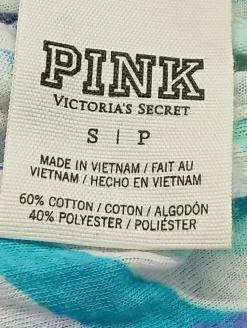 PINK
VICTORIA'S SECRET
S | P
MADE IN VIETNAM / FAIT AU
VIETNAM / HECHO EN VIETNAM
60% COTTON / COTON / ALGODÓN
40% POLYESTER / POLIÉSTER